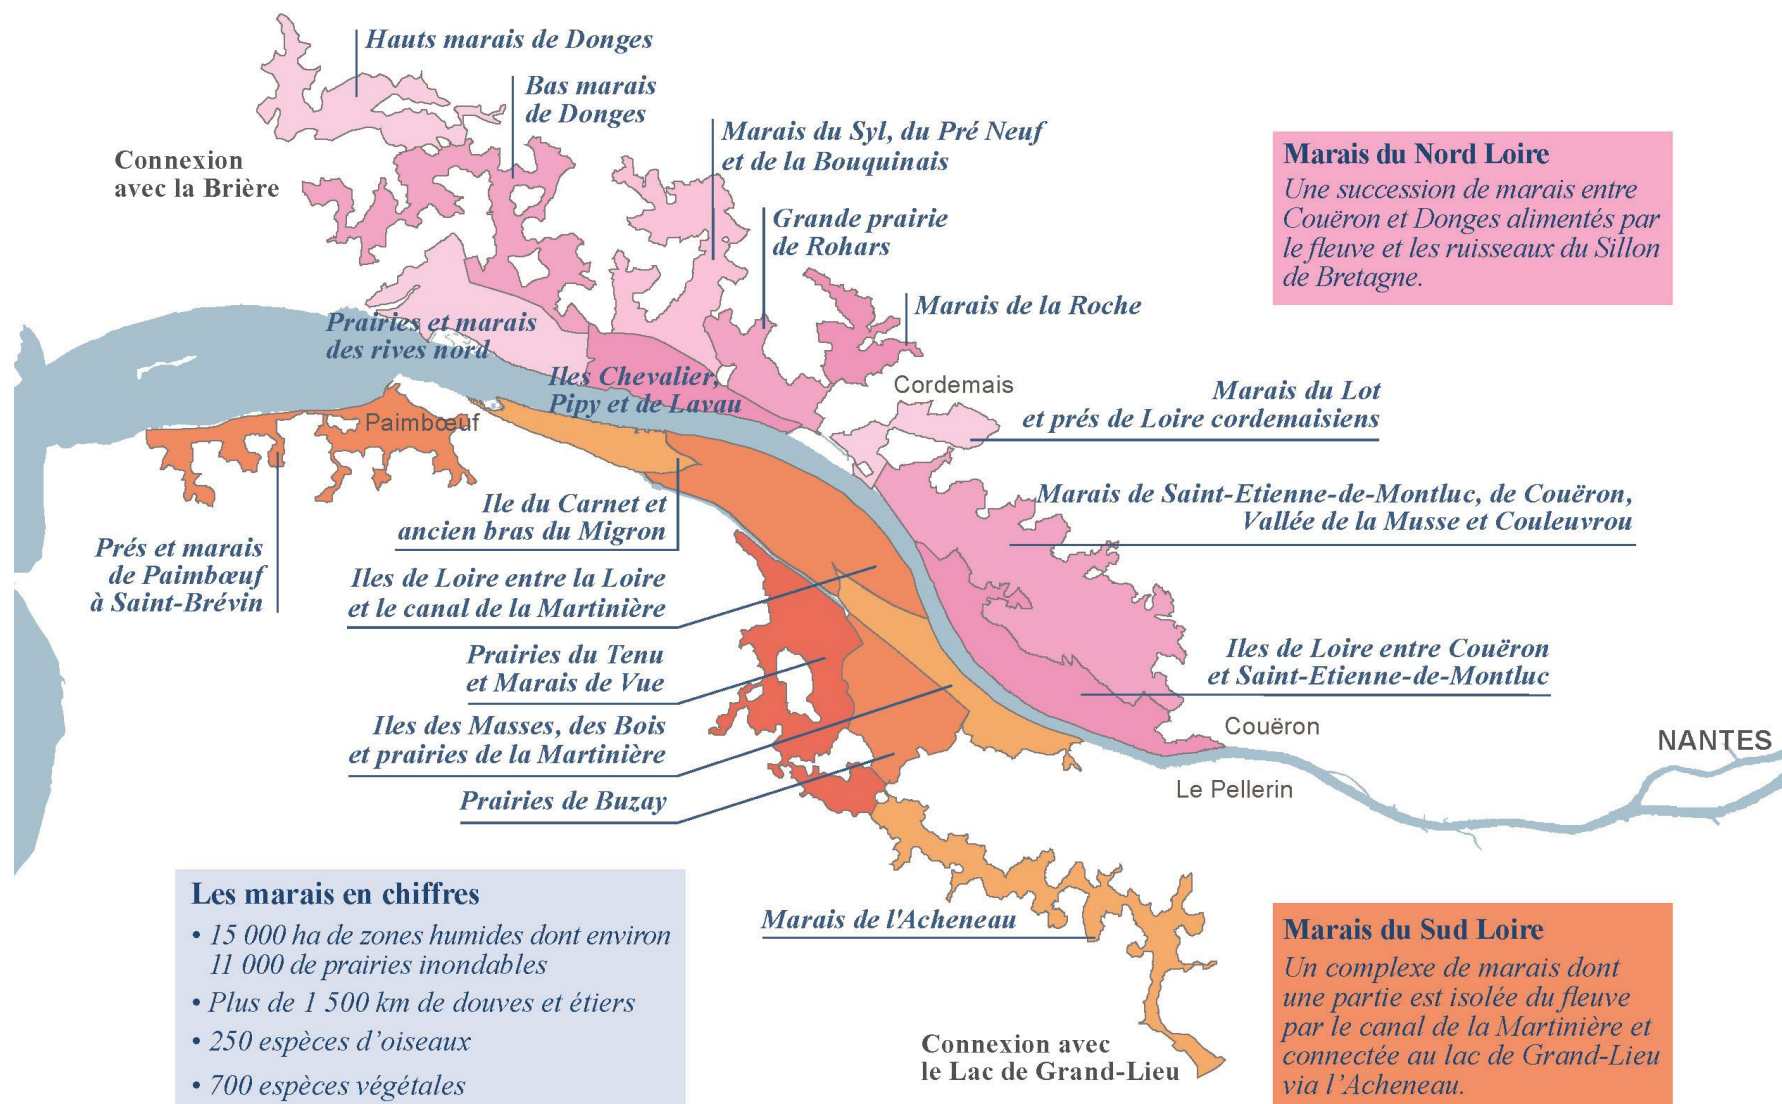 Hauts marais de Donges
Bas marais
de Donges
Marais du Syl, du Pré Neuf
et de la Bouquinais
Connexion
avec la Brière
Grande prairie
de Rohars
Marais de la Roche
Marais du Nord Loire
Une succession de marais entre
Couëron et Donges alimentés par
le fleuve et les ruisseaux du Sillon
de Bretagne.
Prairies et marais
des rives nord
Iles Chevalier,
Pipy et de Lavau
Cordemais
Paimbœuf
Marais du Lot
et prés de Loire cordemaisiens
Marais de Saint-Etienne-de-Montluc, de Couëron,
Vallée de la Musse et Couleuvrou
Ile du Carnet et
ancien bras du Migron
Prés et marais
de Paimbœuf
à Saint-Brévin
Iles de Loire entre la Loire
et le canal de la Martinière
Prairies du Tenu
et Marais de Vue
Iles de Loire entre Couëron
et Saint-Etienne-de-Montluc
Iles des Masses, des Bois
et prairies de la Martinière
Couëron
NANTES
Le Pellerin
Prairies de Buzay
Les marais en chiffres
• 15 000 ha de zones humides dont environ
11 000 de prairies inondables
• Plus de 1 500 km de douves et étiers
• 250 espèces d’oiseaux
• 700 espèces végétales
Marais de l'Acheneau
Connexion avec
le Lac de Grand-Lieu
Marais du Sud Loire
Un complexe de marais dont
une partie est isolée du fleuve
par le canal de la Martinière et
connectée au lac de Grand-Lieu
via l’Acheneau.